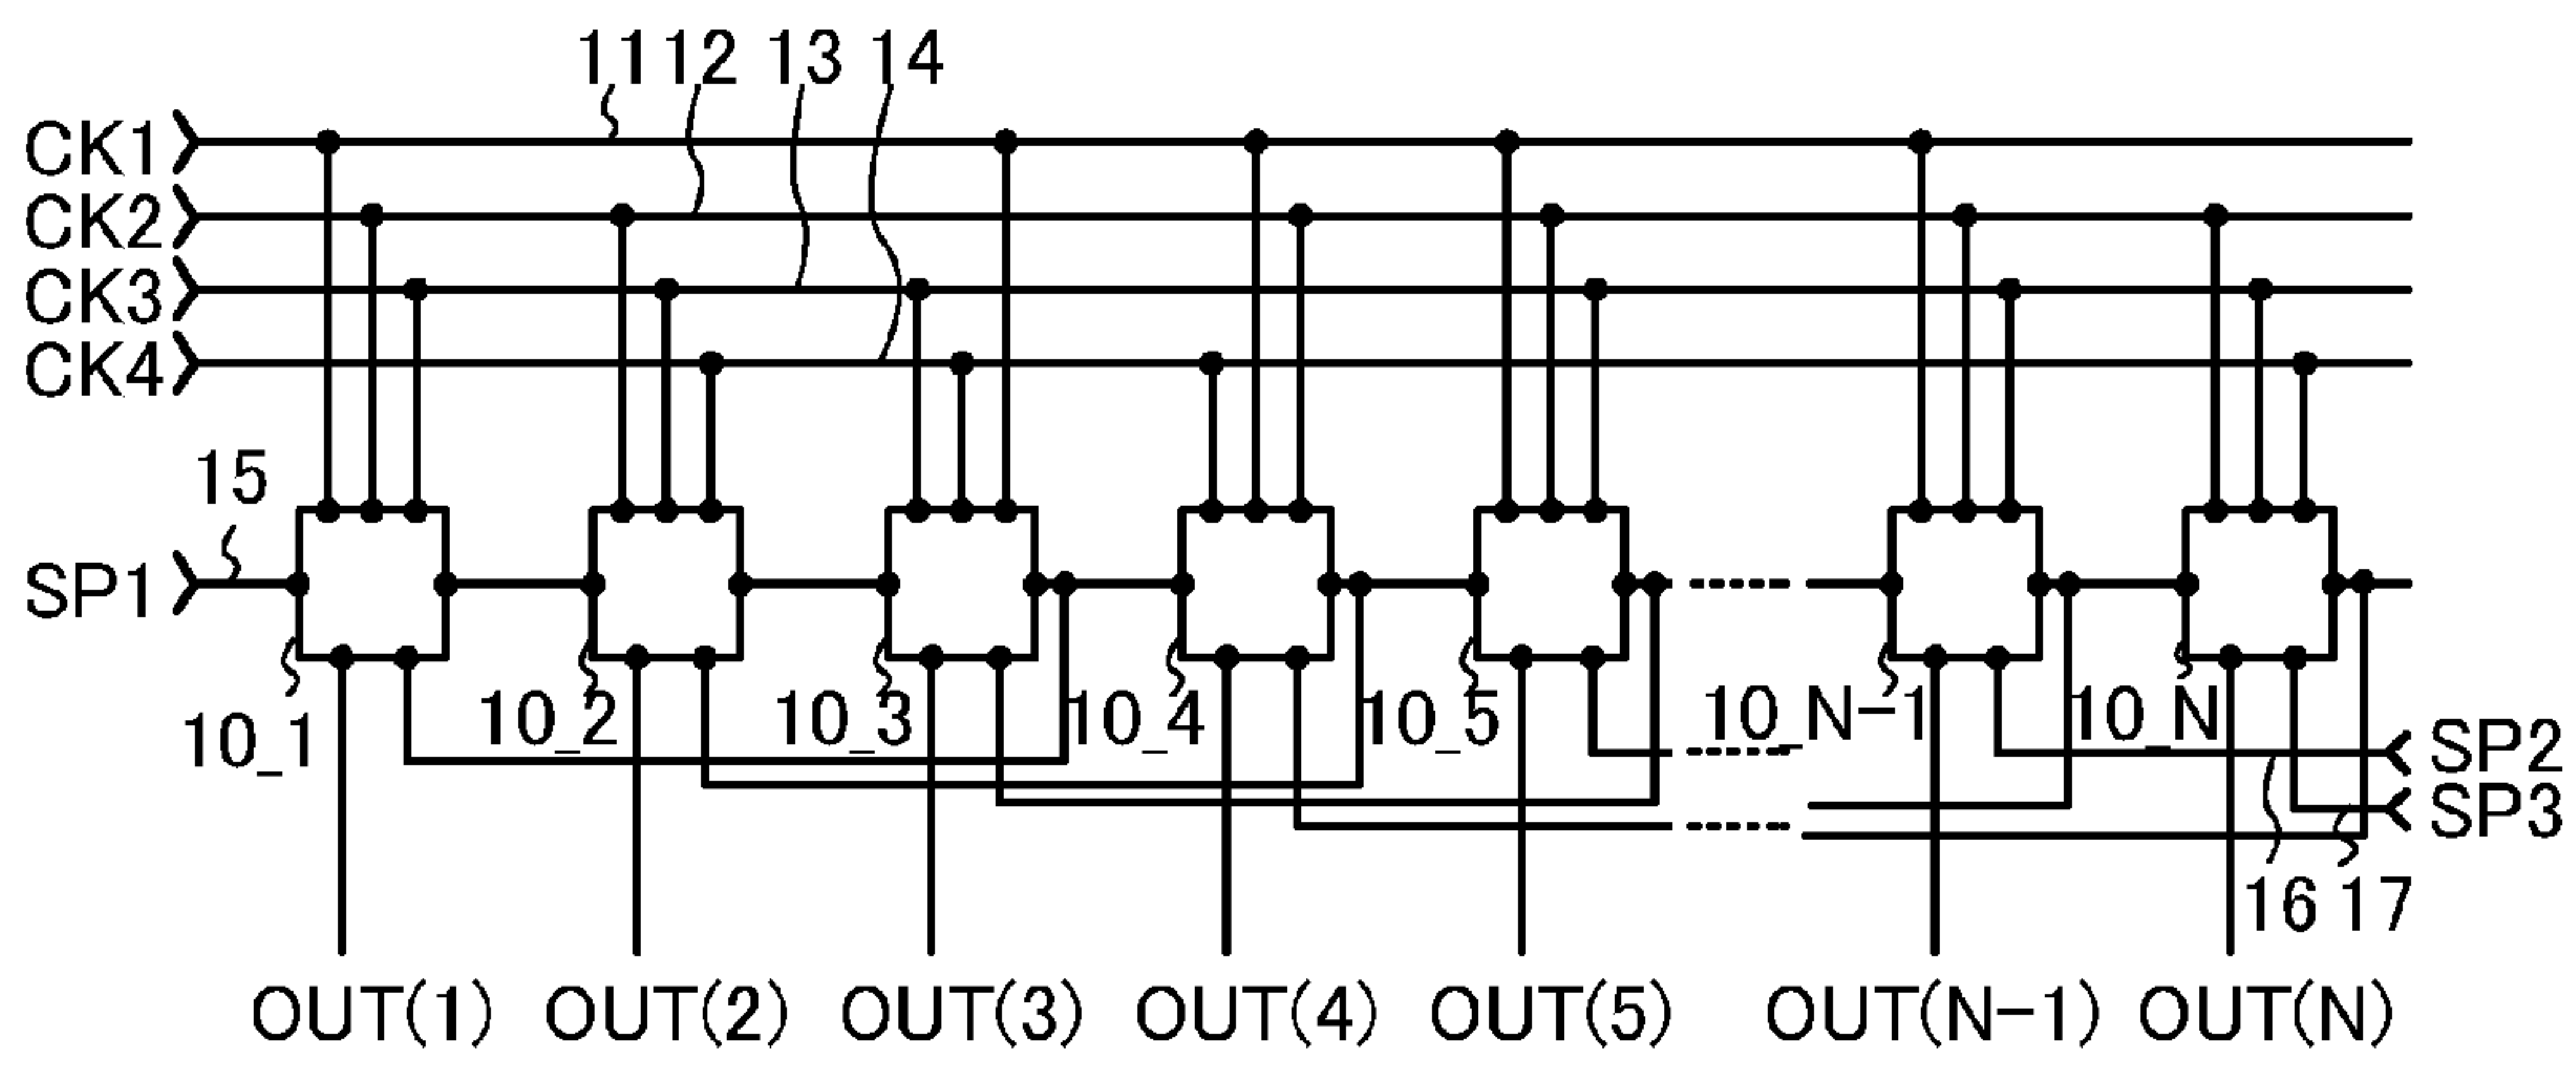 11 12 13 14
CK1
CK2
CK3
CK4
15
SP1
10_1 10_2 10_3 10_4 10_5 10_N-1 10_N
SP2
SP3
16 17
OUT(1) OUT(2) OUT(3) OUT(4) OUT(5) OUT(N-1) OUT(N)